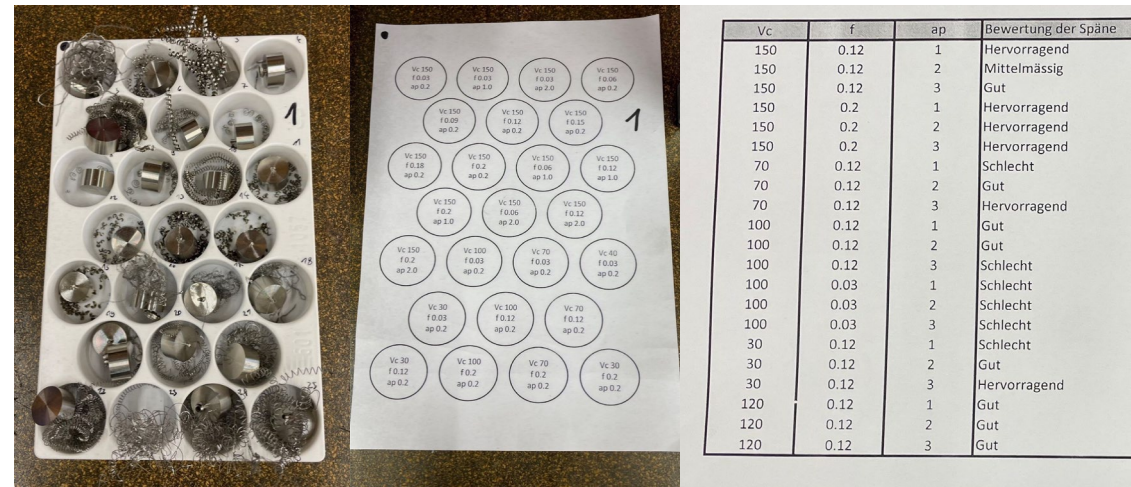 1
Vc 150
f 0.03
ap 0.2
Vc 150
f 0.03
ap 1.0
Vc 150
f 0.03
ap 2.0
Vc 150
f 0.06
ap 0.2
Vc 150
f 0.09
ap 0.2
Vc 150
f 0.12
ap 0.2
Vc 150
f 0.15
ap 0.2
1
Vc 150
f 0.18
ap 0.2
Vc 150
f 0.2
ap 0.2
Vc 150
f 0.06
ap 1.0
Vc 150
f 0.12
ap 1.0
Vc 150
f 0.2
ap 1.0
Vc 150
f 0.06
ap 2.0
Vc 150
f 0.12
ap 2.0
Vc 150
f 0.2
ap 2.0
Vc 100
f 0.03
ap 0.2
Vc 70
f 0.03
ap 0.2
Vc 40
f 0.03
ap 0.2
Vc 30
f 0.03
ap 0.2
Vc 100
f 0.12
ap 0.2
Vc 70
f 0.12
ap 0.2
Vc 30
f 0.12
ap 0.2
Vc 100
f 0.2
ap 0.2
Vc 70
f 0.2
ap 0.2
Vc 30
f 0.2
ap 0.2
Vc f ap Bewertung der Späne
150 0.12 1 Hervorragend
150 0.12 2 Mittelmässig
150 0.12 3 Gut
150 0.2 1 Hervorragend
150 0.2 2 Hervorragend
150 0.2 3 Hervorragend
70 0.12 1 Schlecht
70 0.12 2 Gut
70 0.12 3 Hervorragend
100 0.12 1 Gut
100 0.12 2 Gut
100 0.12 3 Schlecht
100 0.03 1 Schlecht
100 0.03 2 Schlecht
100 0.03 3 Schlecht
30 0.12 1 Schlecht
30 0.12 2 Gut
30 0.12 3 Hervorragend
120 0.12 1 Gut
120 0.12 2 Gut
120 0.12 3 Gut